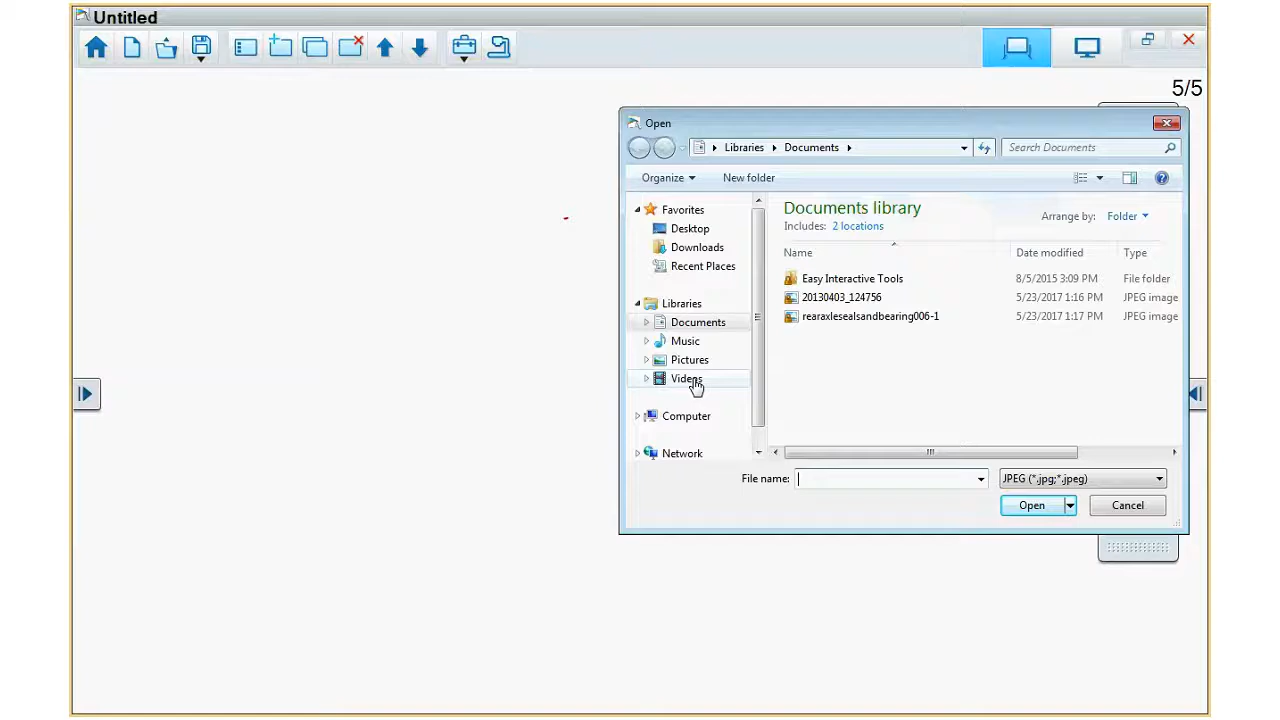 Untitled
5/5
Open
Libraries Documents
Search Documents
Organize New folder
Favorites
Desktop
Downloads
Recent Places
Libraries
Documents
Music
Pictures
Videos
Computer
Network
Documents library
Includes: 2 locations
Arrange by: Folder
Name Date modified Type
Easy Interactive Tools 8/5/2015 3:09 PM File folder
20130403_124756 5/23/2017 1:16 PM JPEG image
rearaxlesealsandbearing006-1 5/23/2017 1:17 PM JPEG image
File name: JPEG (*.jpg;*.jpeg)
Open Cancel